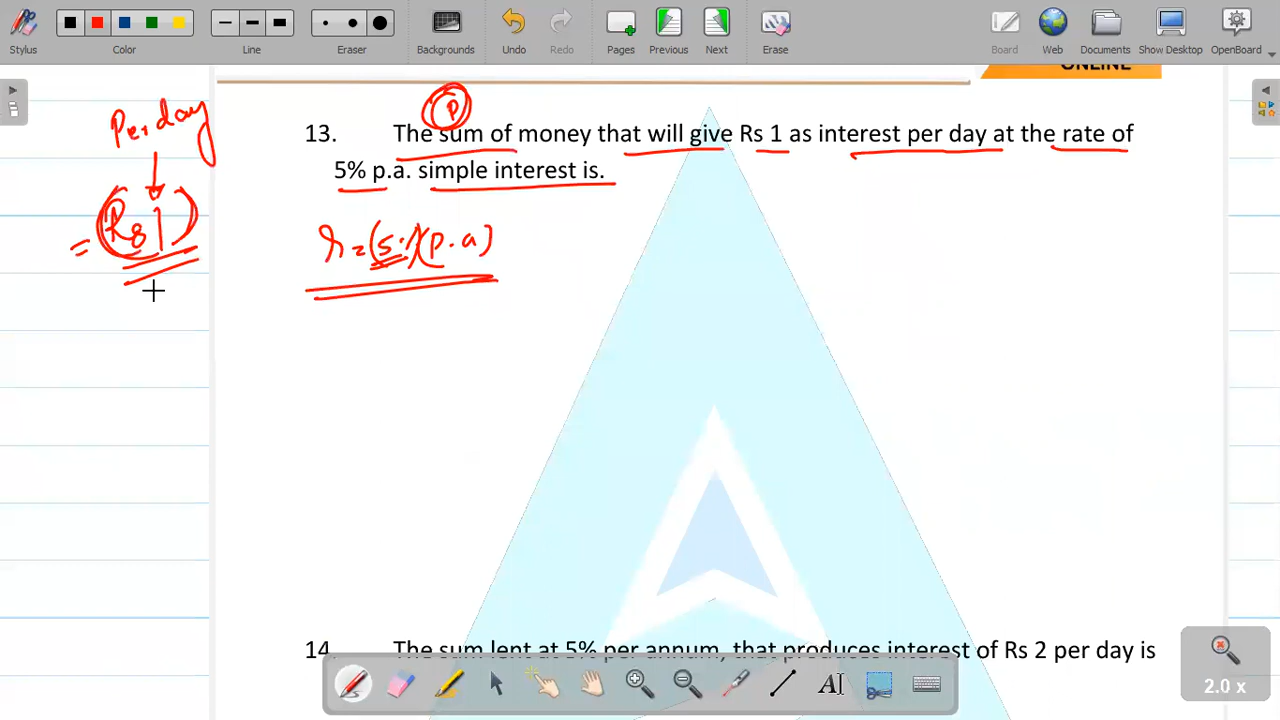 Stylus
Color
Line
Eraser
Backgrounds
Undo
Redo
Pages
Previous
Next
Erase
Board
Web
Documents
Show Desktop
OpenBoard
ONLINE
Per day
P
13. The sum of money that will give Rs 1 as interest per day at the rate of
5% p.a. simple interest is.
= (Rs 1)
r = (5%)(p.a)
14. The sum lent at 5% per annum, that produces interest of Rs 2 per day is
2.0 x